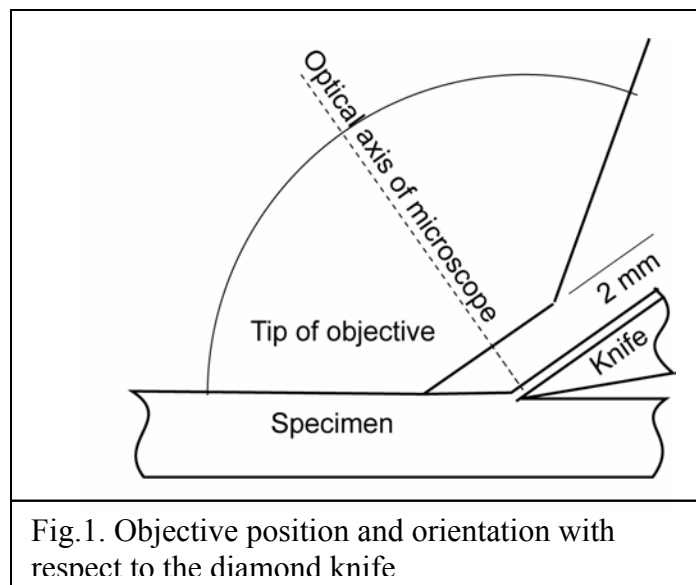 Optical axis of microscope
2 mm
Tip of objective
Knife
Specimen
Fig.1. Objective position and orientation with
respect to the diamond knife